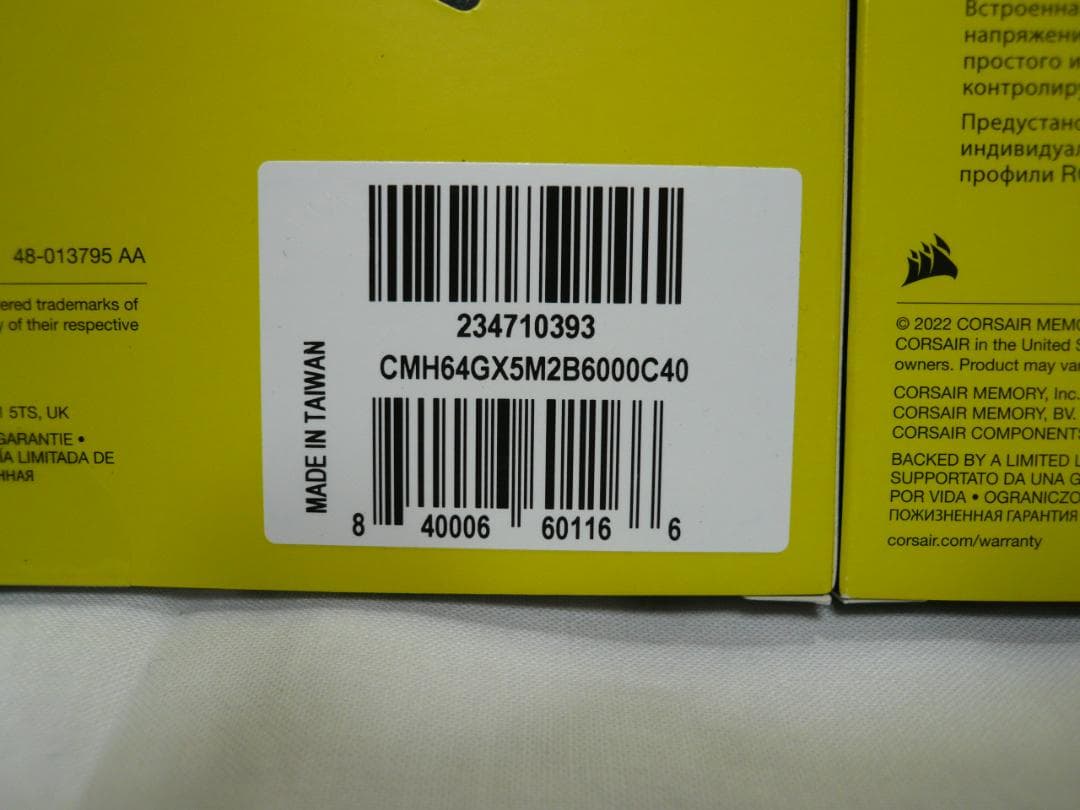 48-013795 AA
ered trademarks of
of their respective
5TS, UK
GARANTIE •
LIMITADA DE
ННАЯ
234710393
CMH64GX5M2B6000C40
MADE IN TAIWAN
8 40006 60116 6
Встроенна
напряжени
простого и
контролиру
Предустано
индивидуал
профили R
© 2022 CORSAIR MEMO
CORSAIR in the United S
owners. Product may va
CORSAIR MEMORY, Inc.
CORSAIR MEMORY, BV.
CORSAIR COMPONENTS
BACKED BY A LIMITED L
SUPPORTATO DA UNA G
POR VIDA • OGRANICZO
ПОЖИЗНЕННАЯ ГАРАНТИЯ
corsair.com/warranty